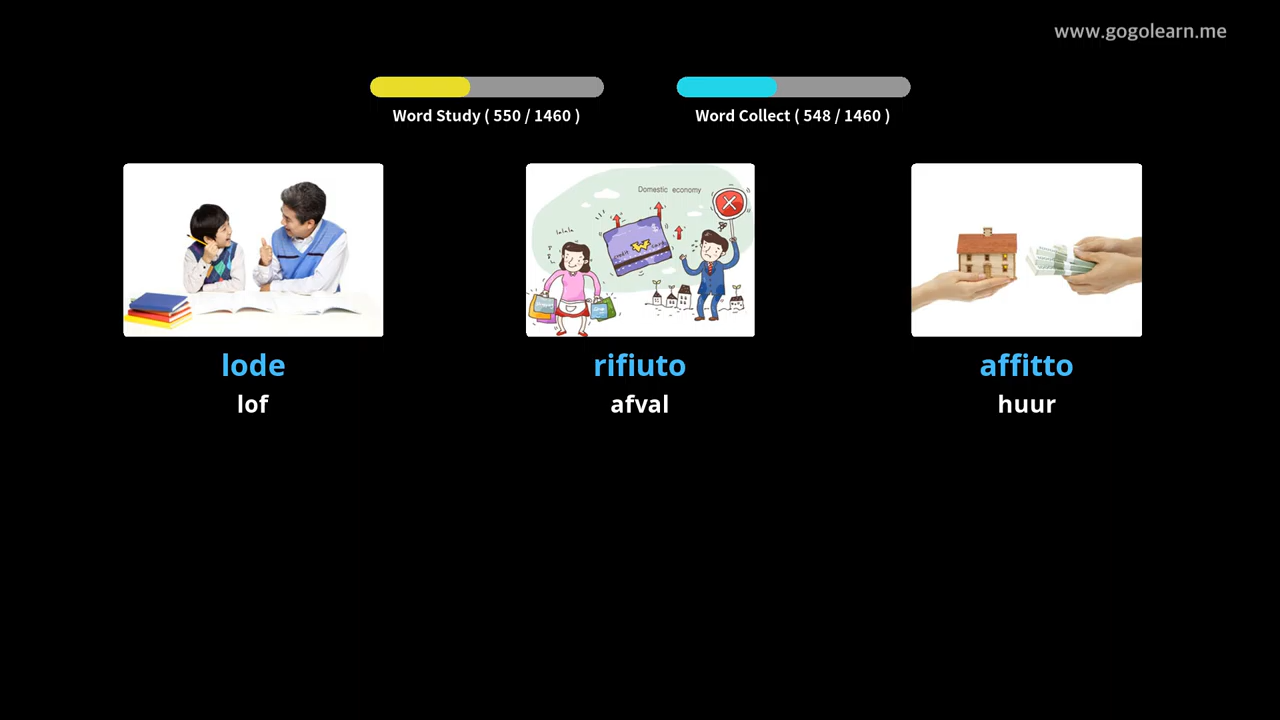 www.gogolearn.me
Word Study ( 550 / 1460 )
Word Collect ( 548 / 1460 )
Domestic economy
lalala
lode
rifiuto
affitto
lof
afval
huur